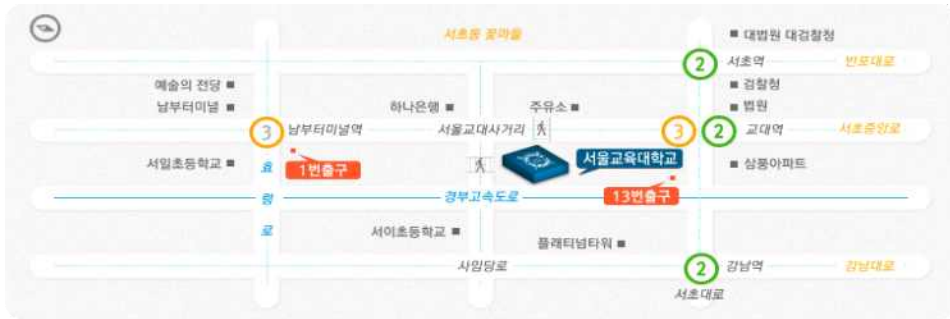 서초동 꽃마을
대법원 대검찰청
2 서초역 반포대로
예술의 전당
검찰청
남부터미널
하나은행
주유소
법원
3 남부터미널역
서울교대사거리
3 2 교대역 서초중앙로
서일초등학교
효령로
1번출구
서울교육대학교
삼풍아파트
13번출구
경부고속도로
서이초등학교
플래티넘타워
사임당로
2 강남역 강남대로
서초대로